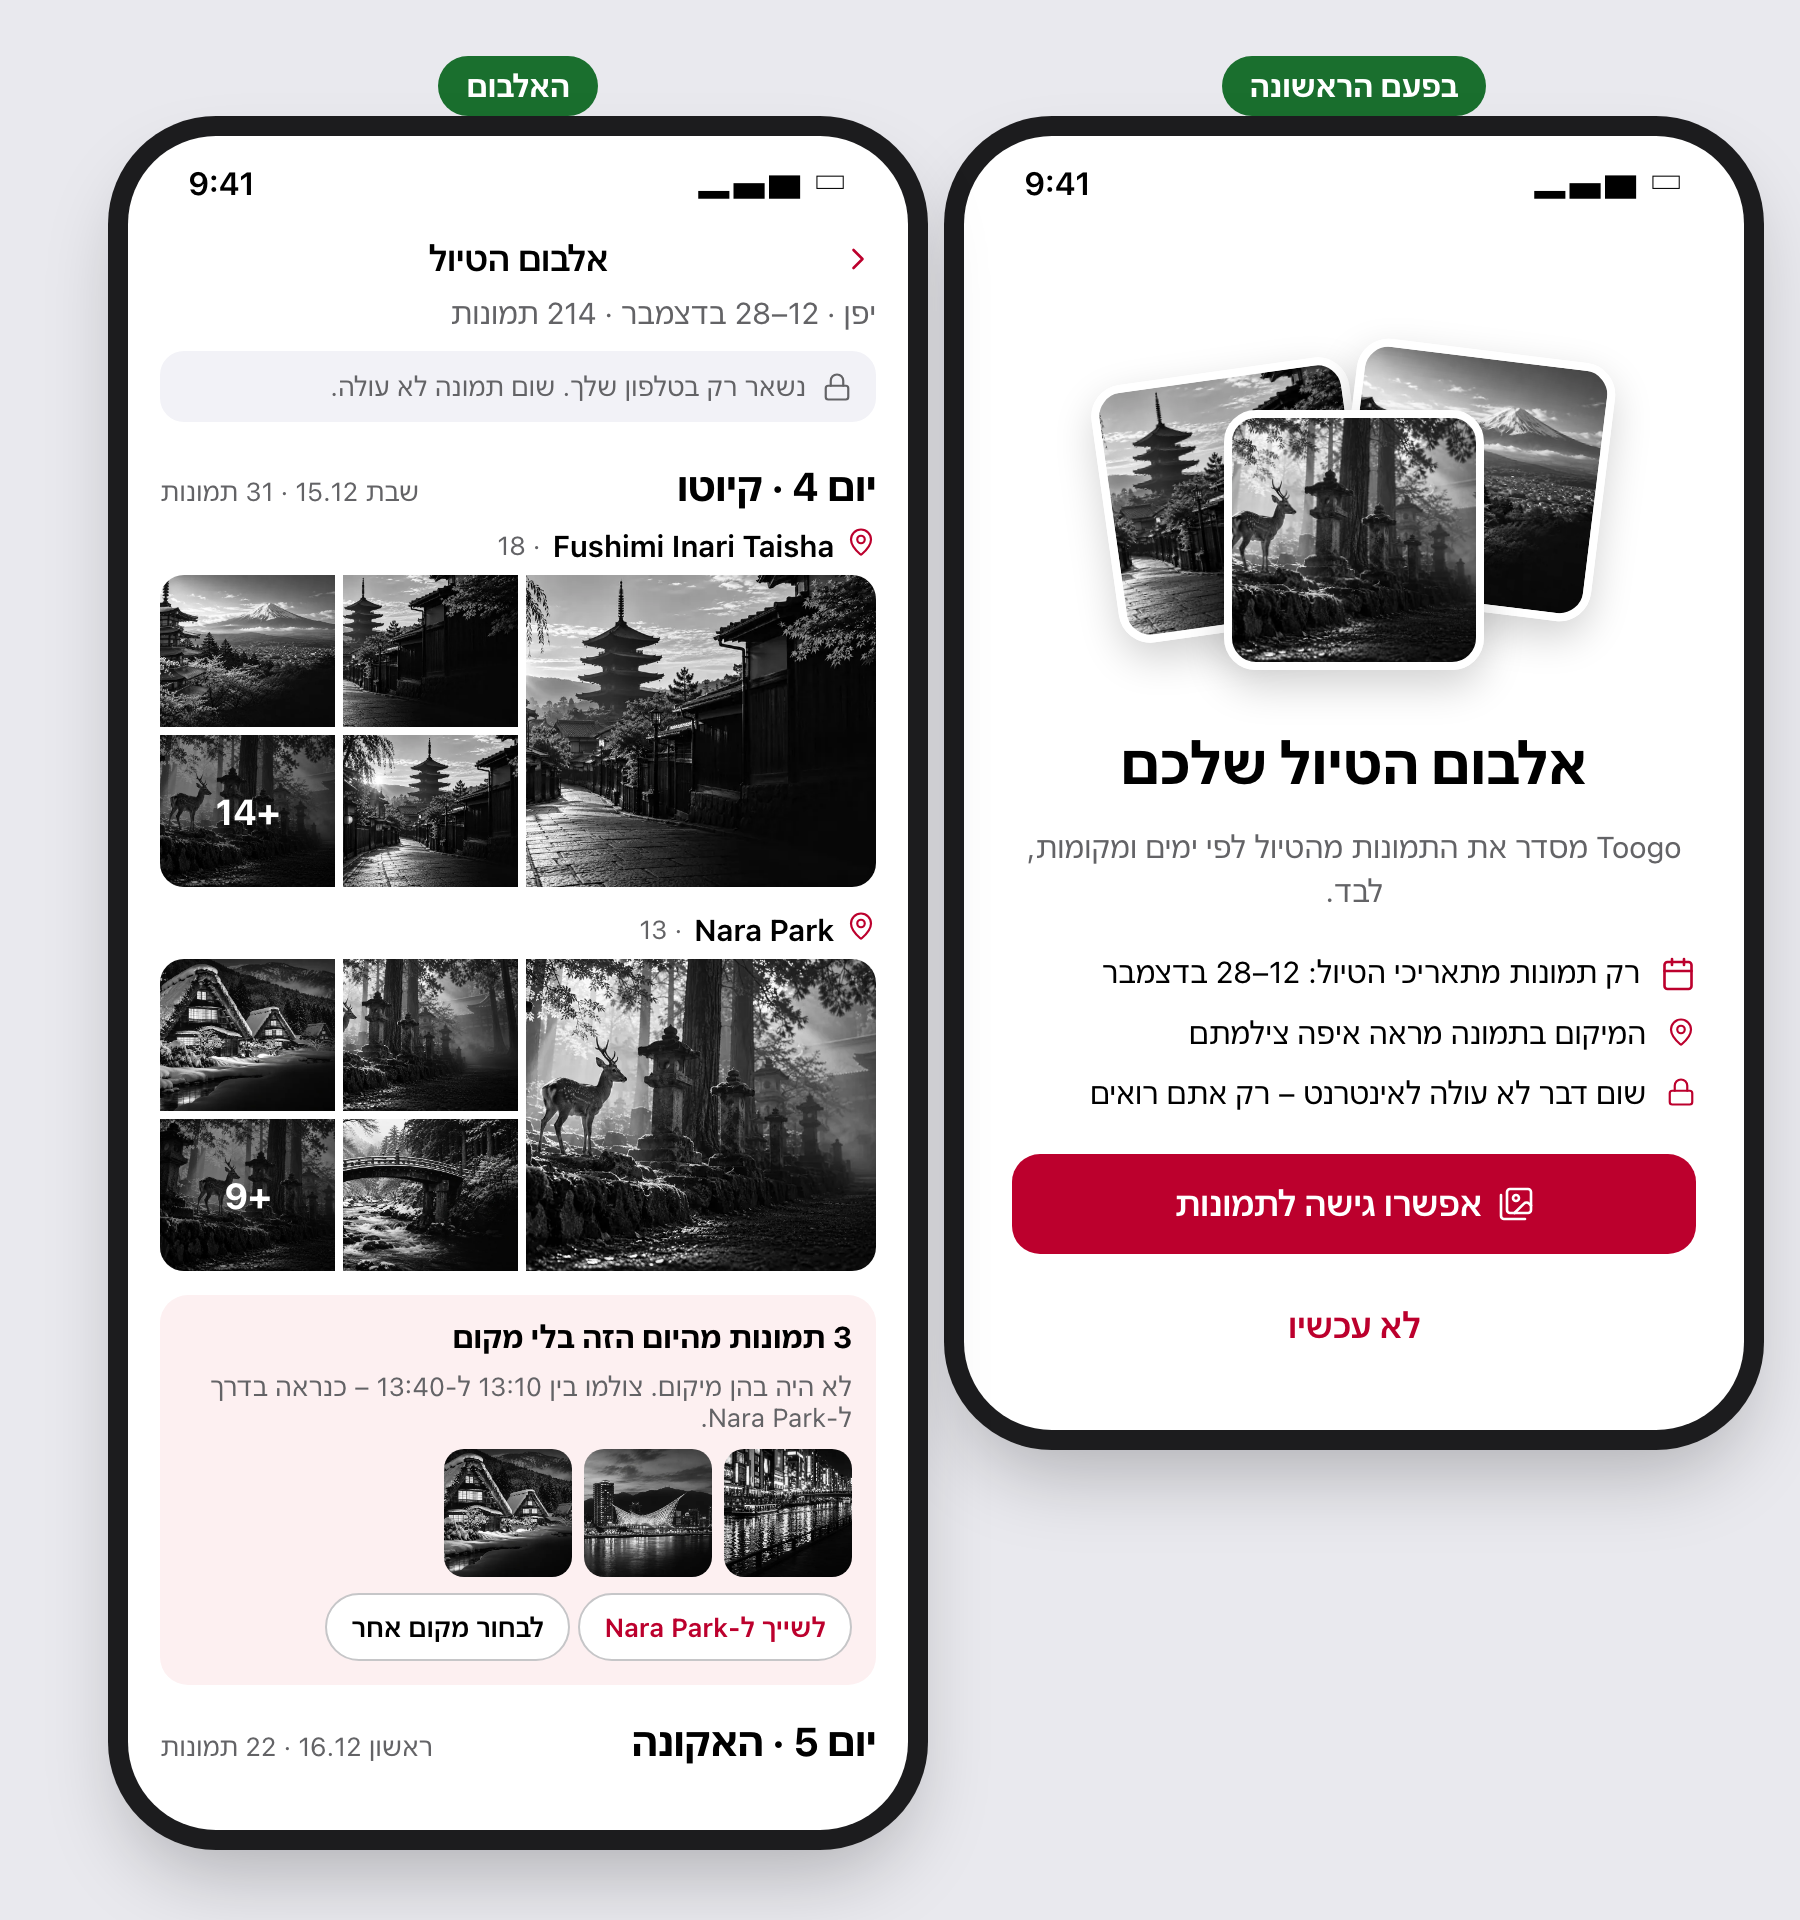 בפעם הראשונה
9:41
אלבום הטיול שלכם
Toogo מסדר את התמונות מהטיול לפי ימים ומקומות,
לבד.
רק תמונות מתאריכי הטיול: 12–28 בדצמבר
המיקום בתמונה מראה איפה צילמתם
שום דבר לא עולה לאינטרנט – רק אתם רואים
אפשרו גישה לתמונות
לא עכשיו
האלבום
9:41
אלבום הטיול
יפן · 12–28 בדצמבר · 214 תמונות
נשאר רק בטלפון שלך. שום תמונה לא עולה.
יום 4 · קיוטו
שבת 15.12 · 31 תמונות
Fushimi Inari Taisha · 18
14+
Nara Park · 13
9+
3 תמונות מהיום הזה בלי מקום
לא היה בהן מיקום. צולמו בין 13:10 ל-13:40 – כנראה בדרך
ל-Nara Park.
לשייך ל-Nara Park
לבחור מקום אחר
יום 5 · האקונה
ראשון 16.12 · 22 תמונות